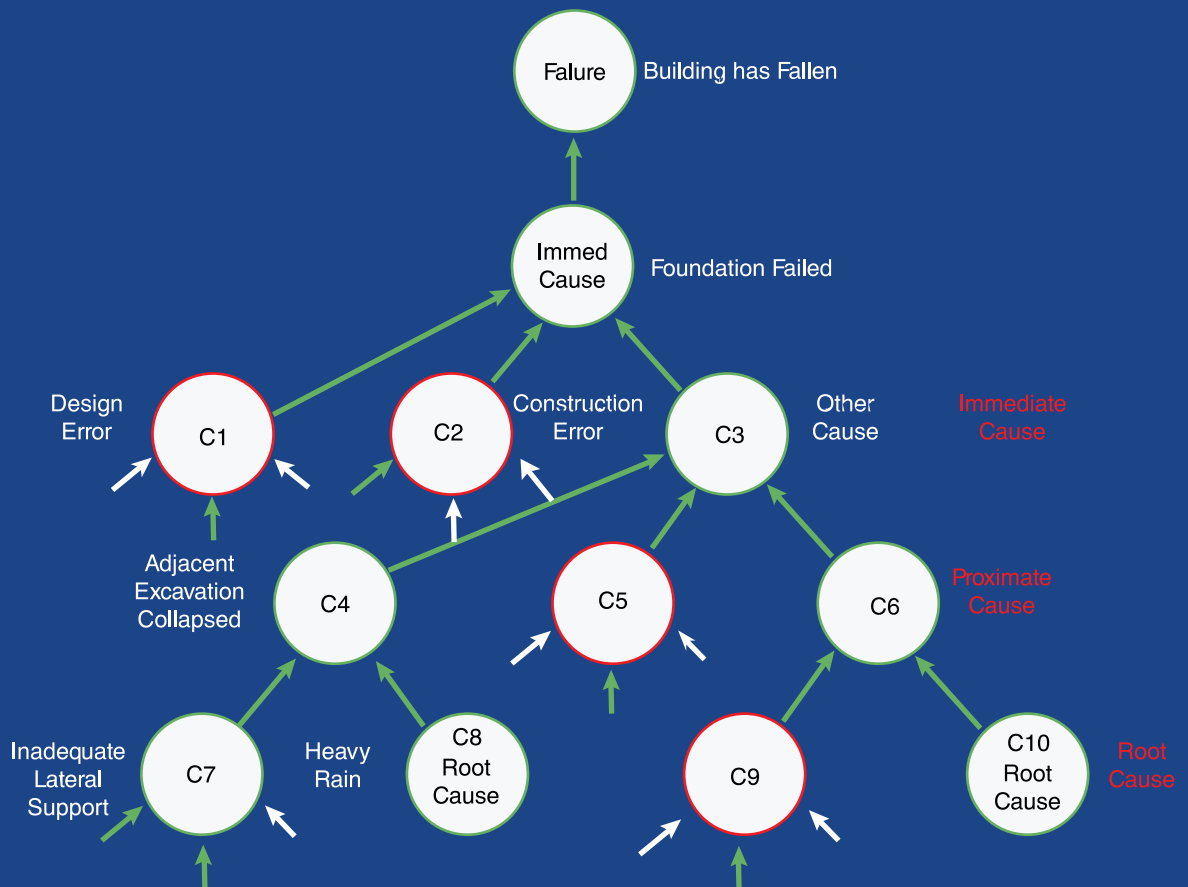 Falure
Building has Fallen
Immed
Cause
Foundation Failed
Design
Error
C1
C2
Construction
Error
C3
Other
Cause
Immediate
Cause
Adjacent
Excavation
Collapsed
C4
C5
C6
Proximate
Cause
Inadequate
Lateral
Support
C7
Heavy
Rain
C8
Root
Cause
C9
C10
Root
Cause
Root
Cause